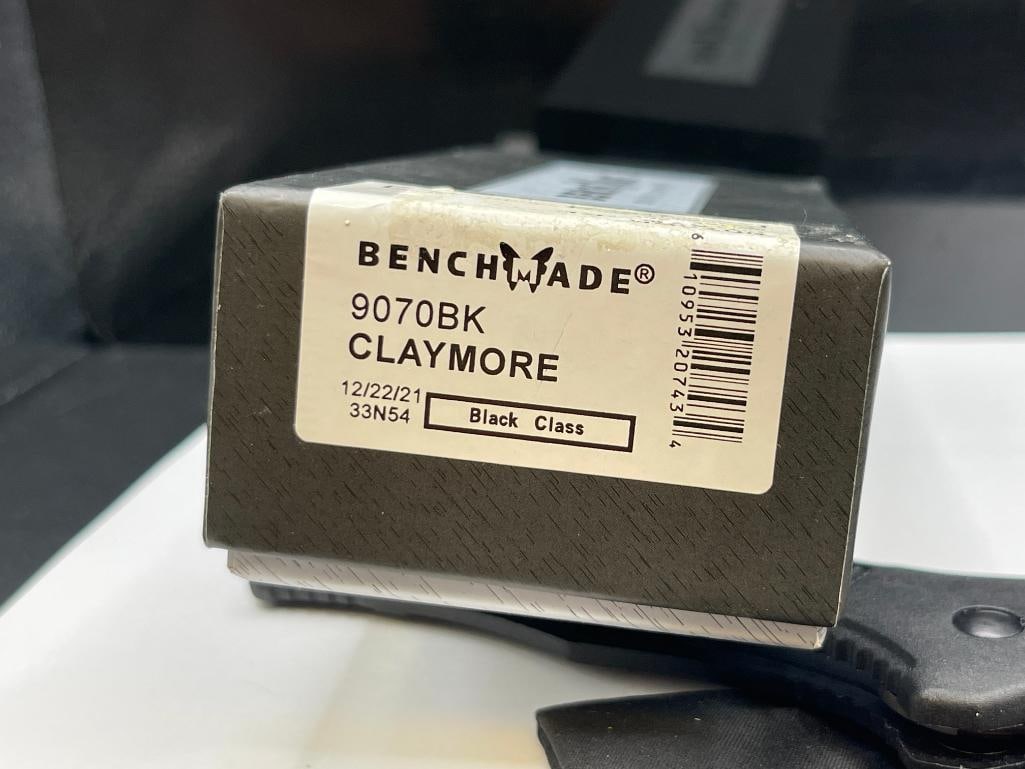 BENCHMADE®
9070BK
CLAYMORE
12/22/21
33N54
Black Class
6 10953 20743 4